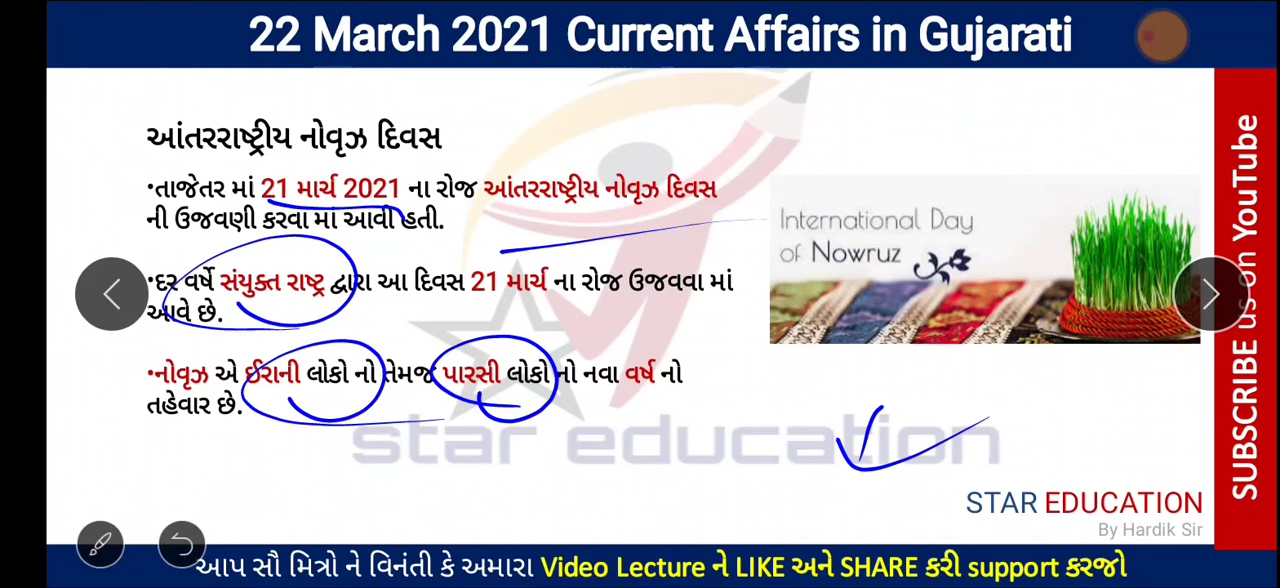 22 March 2021 Current Affairs in Gujarati
આંતરરાષ્ટ્રીય નોવૃઝ દિવસ
•તાજેતર માં 21 માર્ચ 2021 ના રોજ આંતરરાષ્ટ્રીય નોવૃઝ દિવસ
ની ઉજવણી કરવા માં આવી હતી.
•દર વર્ષે સંયુક્ત રાષ્ટ્ર દ્વારા આ દિવસ 21 માર્ચ ના રોજ ઉજવવા માં
આવે છે.
•નોવૃઝ એ ઈરાની લોકો નો તેમજ પારસી લોકો નો નવા વર્ષ નો
તહેવાર છે.
International Day
of Nowruz
star education
STAR EDUCATION
By Hardik Sir
SUBSCRIBE us on YouTube
આપ સૌ મિત્રો ને વિનંતી કે અમારા Video Lecture ને LIKE અને SHARE કરી support કરજો